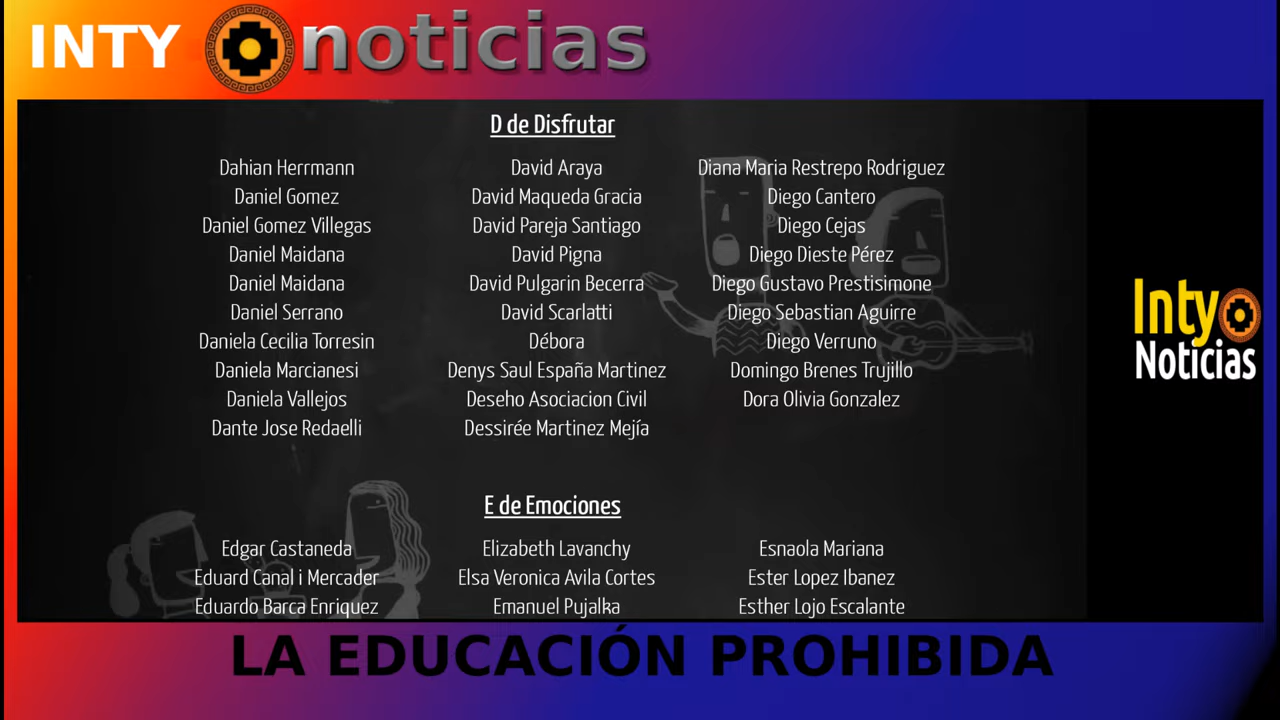 INTY noticias
D de Disfrutar
Dahian Herrmann
Daniel Gomez
Daniel Gomez Villegas
Daniel Maidana
Daniel Maidana
Daniel Serrano
Daniela Cecilia Torresin
Daniela Marcianesi
Daniela Vallejos
Dante Jose Redaelli
David Araya
David Maqueda Gracia
David Pareja Santiago
David Pigna
David Pulgarin Becerra
David Scarlatti
Débora
Denys Saul España Martinez
Deseho Asociacion Civil
Dessirée Martinez Mejía
Diana Maria Restrepo Rodriguez
Diego Cantero
Diego Cejas
Diego Dieste Pérez
Diego Gustavo Prestisimone
Diego Sebastian Aguirre
Diego Verruno
Domingo Brenes Trujillo
Dora Olivia Gonzalez
E de Emociones
Edgar Castaneda
Eduard Canal i Mercader
Eduardo Barca Enriquez
Elizabeth Lavanchy
Elsa Veronica Avila Cortes
Emanuel Pujalka
Esnaola Mariana
Ester Lopez Ibanez
Esther Lojo Escalante
Inty
Noticias
LA EDUCACIÓN PROHIBIDA